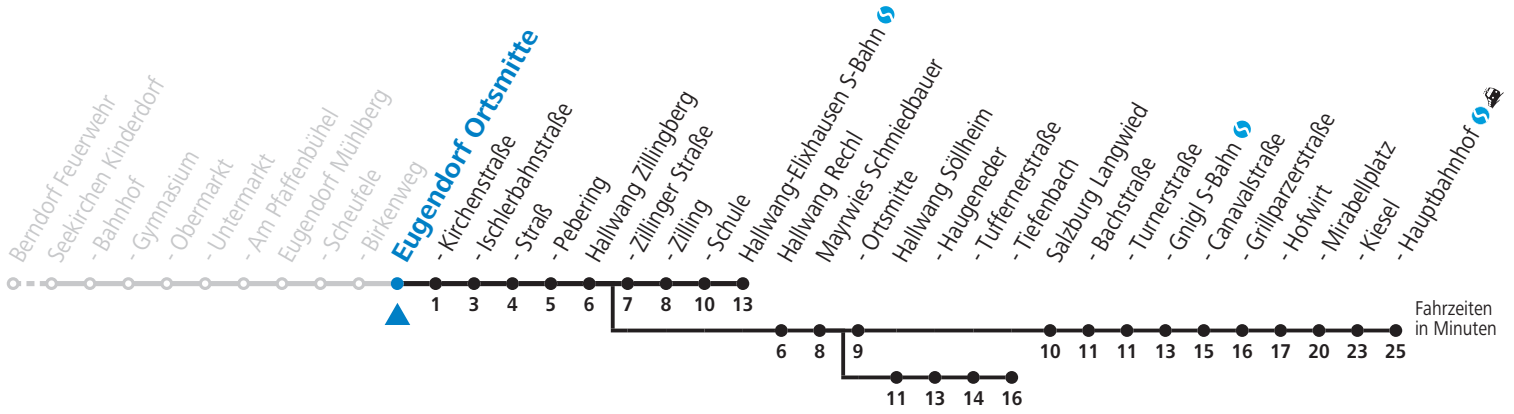 Berndorf Feuerwehr
Seekirchen Kinderdorf
- Bahnhof
- Gymnasium
- Obermarkt
- Untermarkt
- Am Pfaffenbühel
Eugendorf Mühlberg
- Scheufele
- Birkenweg
Eugendorf Ortsmitte
- Kirchenstraße
- Ischlerbahnstraße
- Straß
- Pebering
Hallwang Zillingberg
- Zillinger Straße
- Zilling
- Schule
Hallwang-Elixhausen S-Bahn
Hallwang Rechl
Mayrwies Schmiedbauer
- Ortsmitte
Hallwang Söllheim
- Haugeneder
- Tuffernerstraße
- Tiefenbach
Salzburg Langwied
- Bachstraße
- Turnerstraße
- Gnigl S-Bahn
- Canavalstraße
- Grillparzerstraße
- Hofwirt
- Mirabellplatz
- Kiesel
- Hauptbahnhof
1 3 4 5 6 7 8 10 13
Fahrzeiten
in Minuten
6 8 9 10 11 11 13 15 16 17 20 23 25
11 13 14 16